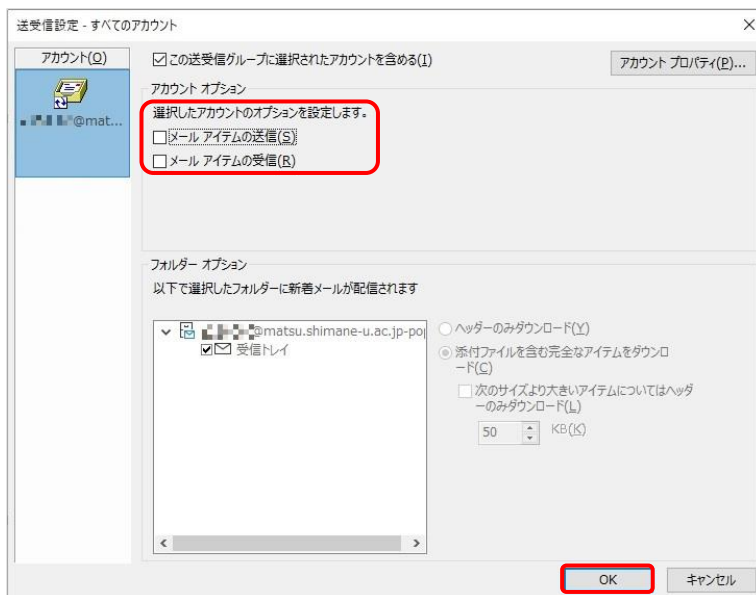 送受信設定 - すべてのアカウント
アカウント(O)
@mat...
この送受信グループに選択されたアカウントを含める(I)
アカウント プロパティ(P)...
アカウント オプション
選択したアカウントのオプションを設定します。
メール アイテムの送信(S)
メール アイテムの受信(R)
フォルダー オプション
以下で選択したフォルダーに新着メールが配信されます
@matsu.shimane-u.ac.jp-pop
受信トレイ
ヘッダーのみダウンロード(Y)
添付ファイルを含む完全なアイテムをダウンロ
ード(C)
次のサイズより大きいアイテムについてはヘッダ
ーのみダウンロード(L)
50
KB(K)
OK
キャンセル